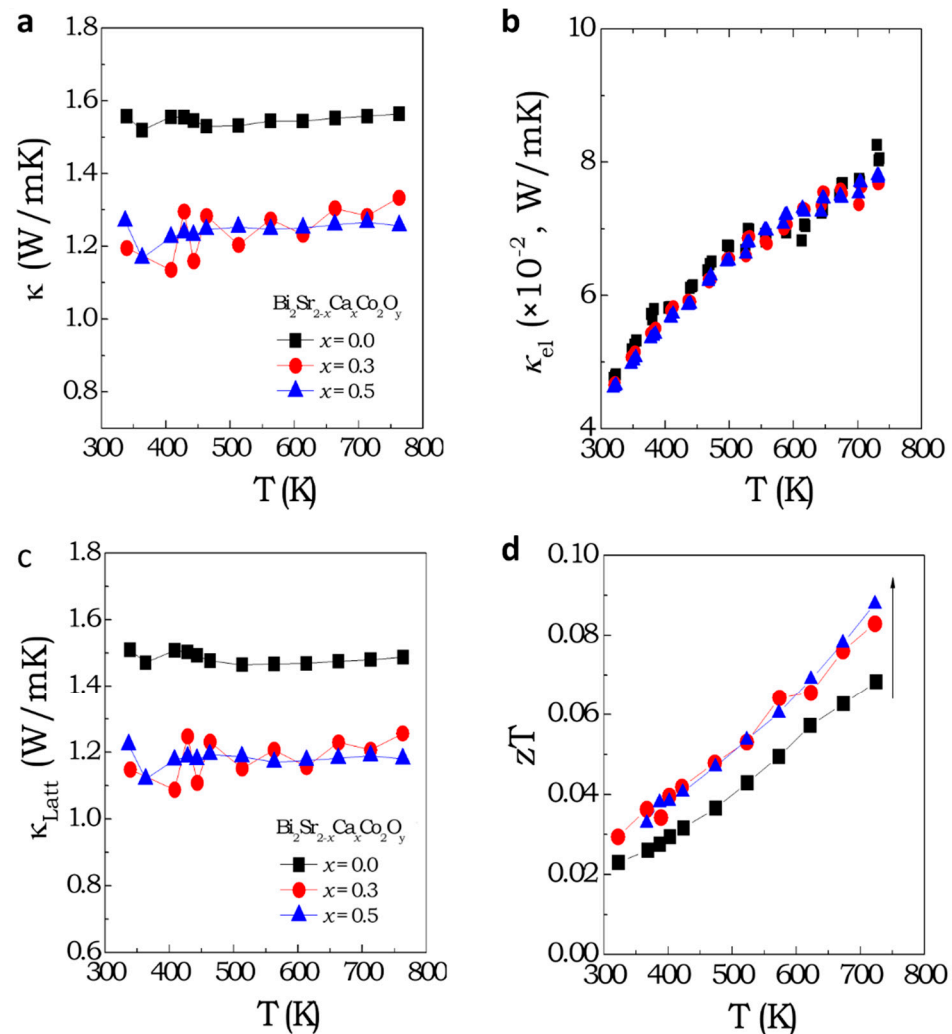 a
κ (W/mK)
1.8
1.6
1.4
1.2
1.0
0.8
Bi₂Sr₂₋ₓCaₓCo₂Oᵧ
x = 0.0
x = 0.3
x = 0.5
300 400 500 600 700 800
T (K)
b
κel (×10⁻², W/mK)
10
8
6
4
300 400 500 600 700 800
T (K)
c
κLatt (W/mK)
1.8
1.6
1.4
1.2
1.0
0.8
0.6
Bi₂Sr₂₋ₓCaₓCo₂Oᵧ
x = 0.0
x = 0.3
x = 0.5
300 400 500 600 700 800
T (K)
d
zT
0.10
0.08
0.06
0.04
0.02
0.00
300 400 500 600 700 800
T (K)